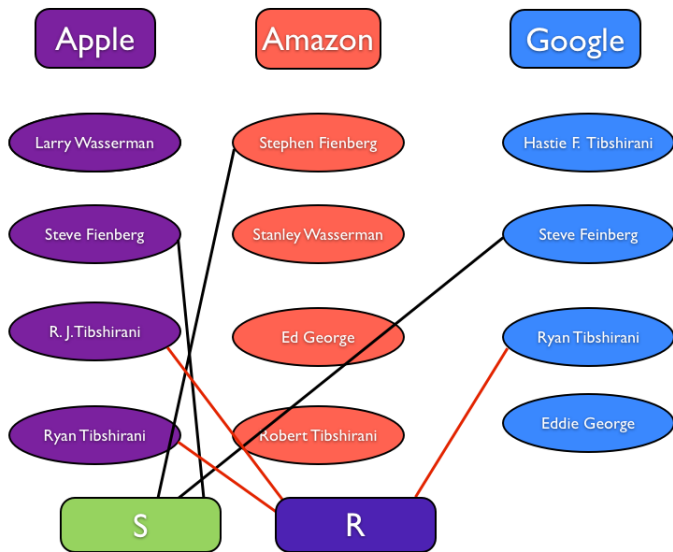 Apple Amazon Google
Larry Wasserman Stephen Fienberg Hastie F. Tibshirani
Steve Fienberg Stanley Wasserman Steve Feinberg
R. J. Tibshirani Ed George Ryan Tibshirani
Ryan Tibshirani Robert Tibshirani Eddie George
S R